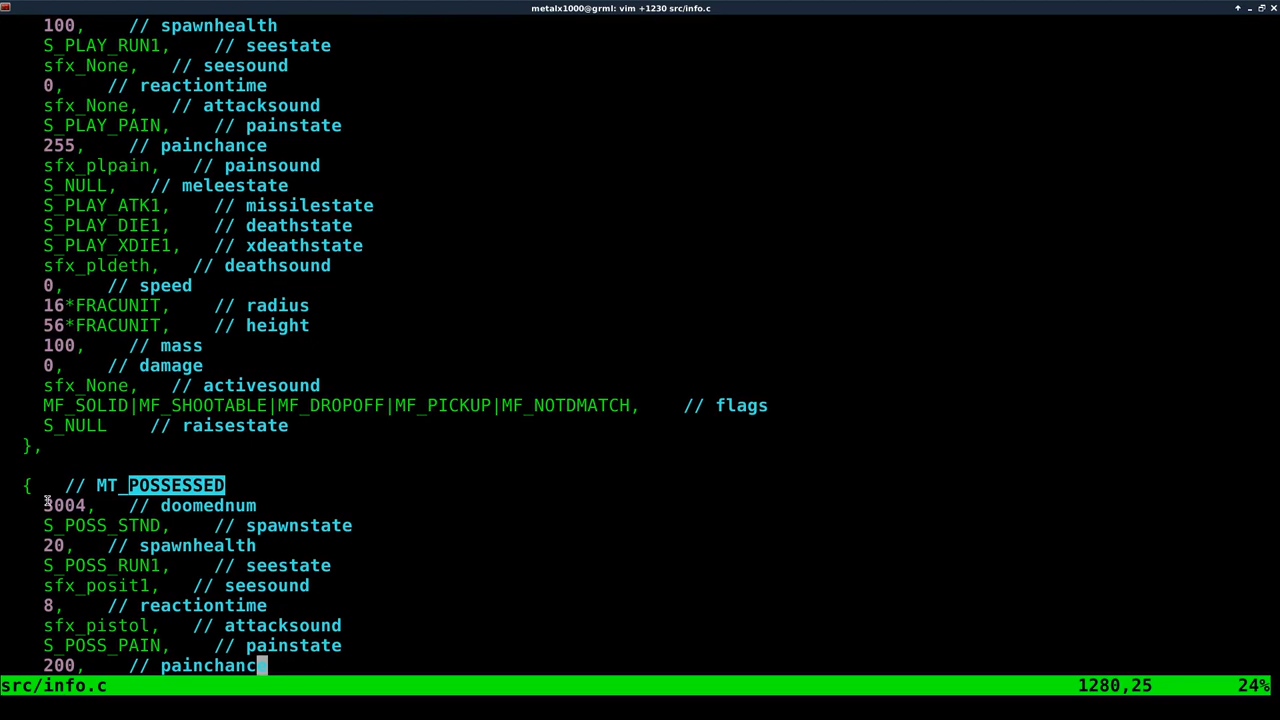 metalx1000@grml: vim +1230 src/info.c
100, // spawnhealth
S_PLAY_RUN1, // seestate
sfx_None, // seesound
0, // reactiontime
sfx_None, // attacksound
S_PLAY_PAIN, // painstate
255, // painchance
sfx_plpain, // painsound
S_NULL, // meleestate
S_PLAY_ATK1, // missilestate
S_PLAY_DIE1, // deathstate
S_PLAY_XDIE1, // xdeathstate
sfx_pldeth, // deathsound
0, // speed
16*FRACUNIT, // radius
56*FRACUNIT, // height
100, // mass
0, // damage
sfx_None, // activesound
MF_SOLID|MF_SHOOTABLE|MF_DROPOFF|MF_PICKUP|MF_NOTDMATCH, // flags
S_NULL // raisestate
},
{ // MT_POSSESSED
3004, // doomednum
S_POSS_STND, // spawnstate
20, // spawnhealth
S_POSS_RUN1, // seestate
sfx_posit1, // seesound
8, // reactiontime
sfx_pistol, // attacksound
S_POSS_PAIN, // painstate
200, // painchance
src/info.c 1280,25 24%